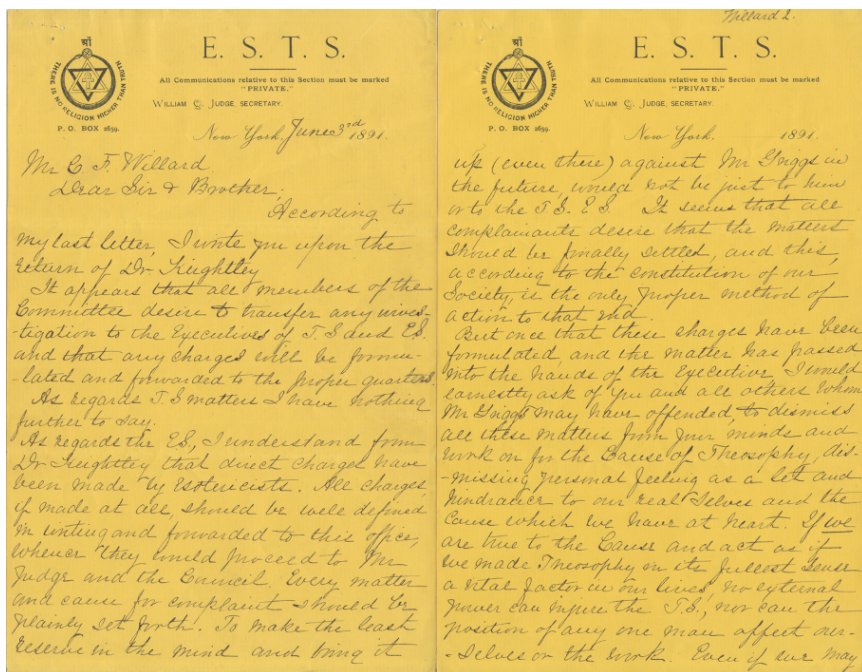 श्रीं
THERE IS NO RELIGION HIGHER THAN TRUTH
P. O. BOX 2659.
E. S. T. S.
All Communications relative to this Section must be marked
"PRIVATE."
WILLIAM Q. JUDGE, SECRETARY.
New York, June 3rd 1891.
Mr C. F. Willard
Dear Sir & Brother;
According to
my last letter, I write you upon the
return of Dr. Keightley
It appears that all members of the
Committee desire to transfer any inves-
-tigation to the Executives of T.S and E.S.
and that any charges will be formu-
-lated and forwarded to the proper quarters.
As regards T.S matters I have nothing
further to say.
As regards the E.S., I understand from
Dr Keightley that direct charges have
been made by Esotericists. All charges,
if made at all, should be well defined
in writing and forwarded to this office,
whence they would proceed to Mr
Judge and the Council. Every matter
and cause for complaint should be
plainly set forth. To make the least
reserve in the mind and bring it
Willard 2.
श्रीं
THERE IS NO RELIGION HIGHER THAN TRUTH
P. O. BOX 2659.
E. S. T. S.
All Communications relative to this Section must be marked
"PRIVATE."
WILLIAM Q. JUDGE, SECRETARY.
New York, 1891.
up (even there) against Mr Griggs in
the future, would not be just to him
or to the T.S. E.S. It seems that all
complainants desire that the matters
should be finally settled, and this,
according to the constitution of our
Society, is the only proper method of
action to that end.
But once that these charges have been
formulated, and the matter has passed
into the hands of the Executive I would
earnestly ask of you and all others whom
Mr Griggs may have offended, to dismiss
all these matters from your minds and
work on for the Cause of Theosophy, dis-
-missing personal feeling as a let and
hindrance to our real Selves and the
Cause which we have at heart. If we
are true to the Cause and act as if
we made Theosophy in its fullest sense
a vital factor in our lives, no external
power can injure the T.S., nor can the
position of any one man affect our-
-selves or the work. Even if we may